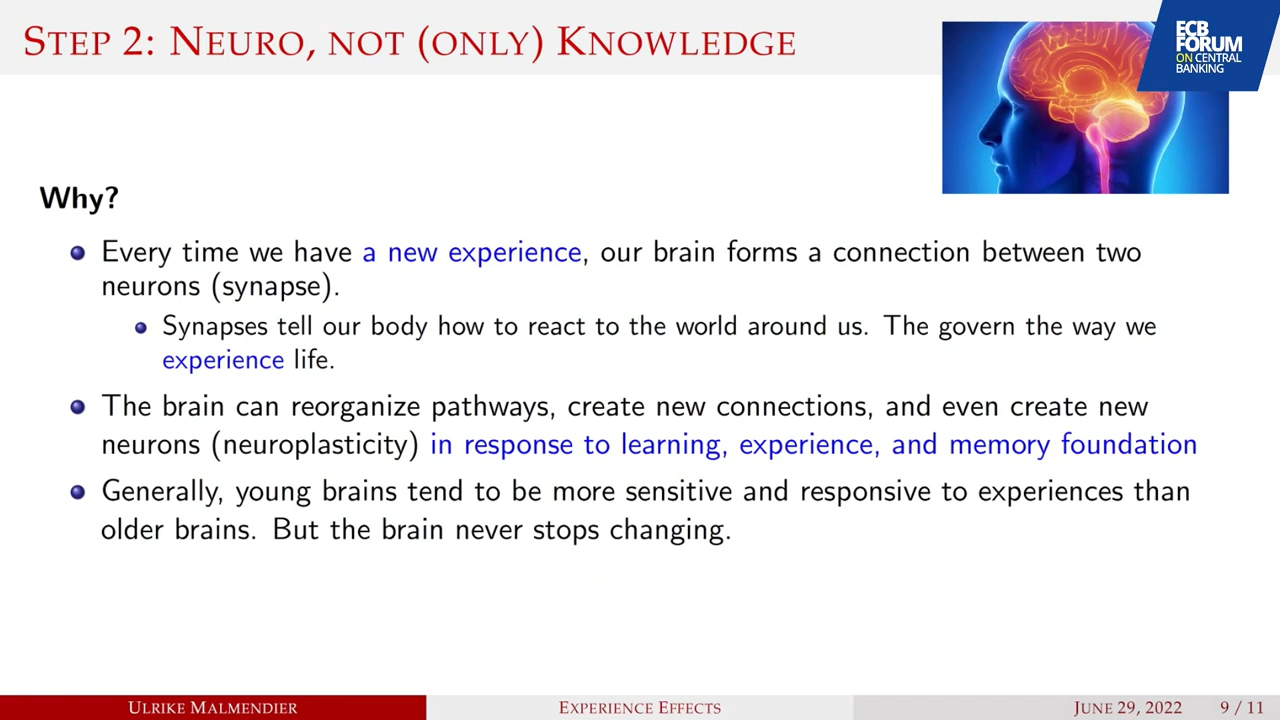 STEP 2: NEURO, NOT (ONLY) KNOWLEDGE
ECB
FORUM
ON CENTRAL
BANKING
Why?
Every time we have a new experience, our brain forms a connection between two
neurons (synapse).
Synapses tell our body how to react to the world around us. The govern the way we
experience life.
The brain can reorganize pathways, create new connections, and even create new
neurons (neuroplasticity) in response to learning, experience, and memory foundation
Generally, young brains tend to be more sensitive and responsive to experiences than
older brains. But the brain never stops changing.
ULRIKE MALMENDIER
EXPERIENCE EFFECTS
JUNE 29, 2022
9 / 11